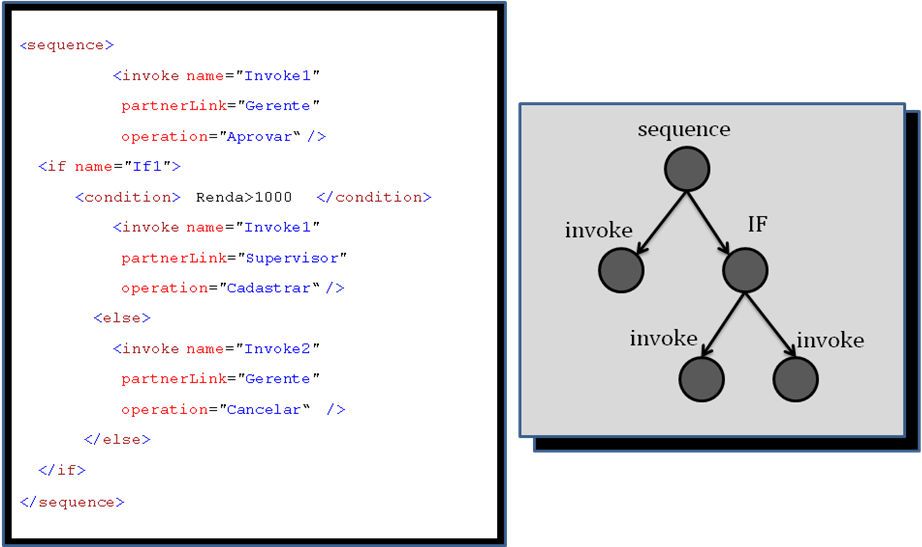 <sequence>
<invoke name="Invoke1"
partnerLink="Gerente"
operation="Aprovar“ />
<if name="If1">
<condition> Renda>1000 </condition>
<invoke name="Invoke1"
partnerLink="Supervisor"
operation="Cadastrar“ />
<else>
<invoke name="Invoke2"
partnerLink="Gerente"
operation="Cancelar“ />
</else>
</if>
</sequence>
sequence
invoke
IF
invoke
invoke